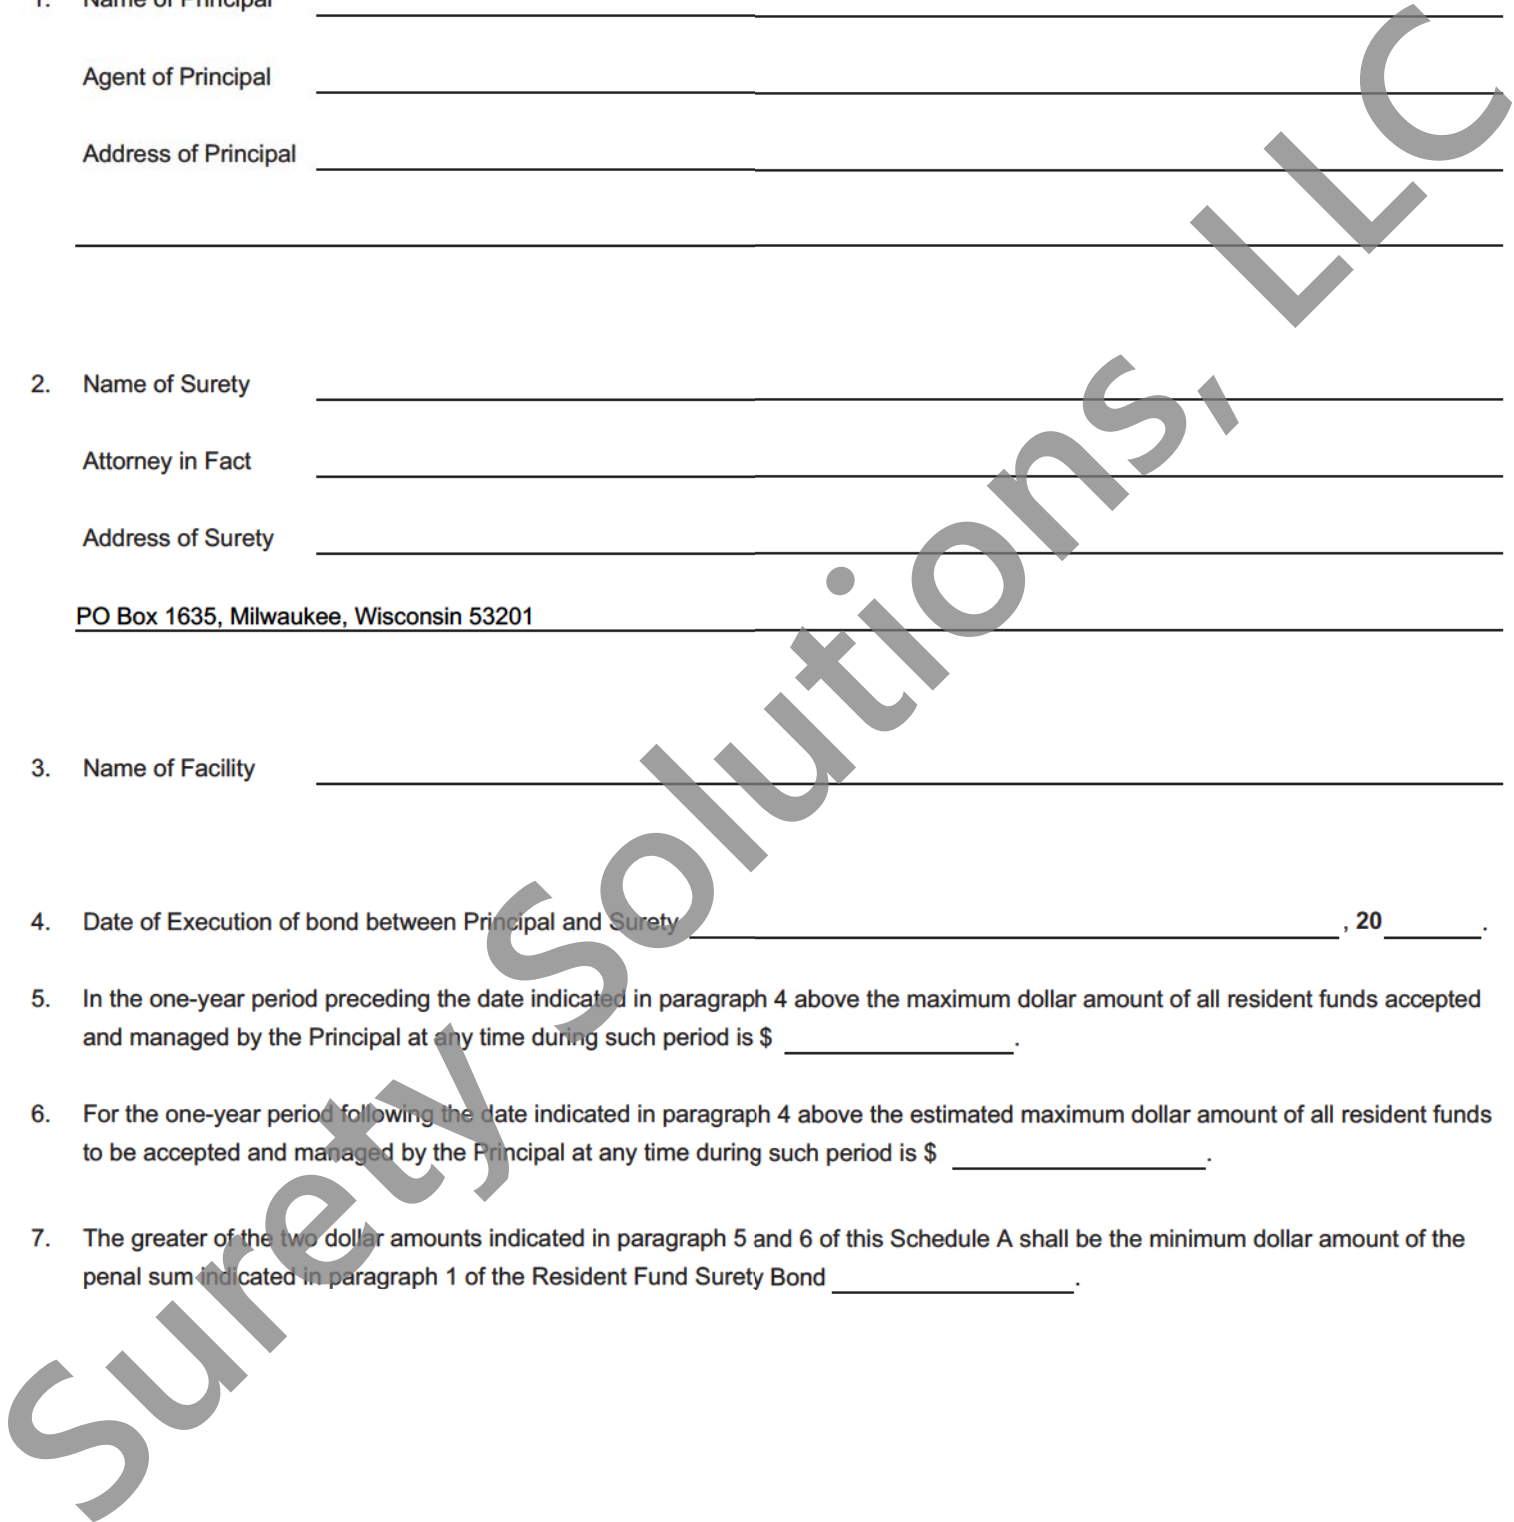 1. Name of Principal
Agent of Principal
Address of Principal
2. Name of Surety
Attorney in Fact
Address of Surety
PO Box 1635, Milwaukee, Wisconsin 53201
3. Name of Facility
4. Date of Execution of bond between Principal and Surety , 20 .
5. In the one-year period preceding the date indicated in paragraph 4 above the maximum dollar amount of all resident funds accepted
and managed by the Principal at any time during such period is $ .
6. For the one-year period following the date indicated in paragraph 4 above the estimated maximum dollar amount of all resident funds
to be accepted and managed by the Principal at any time during such period is $ .
7. The greater of the two dollar amounts indicated in paragraph 5 and 6 of this Schedule A shall be the minimum dollar amount of the
penal sum indicated in paragraph 1 of the Resident Fund Surety Bond .
Surety Solutions, LLC